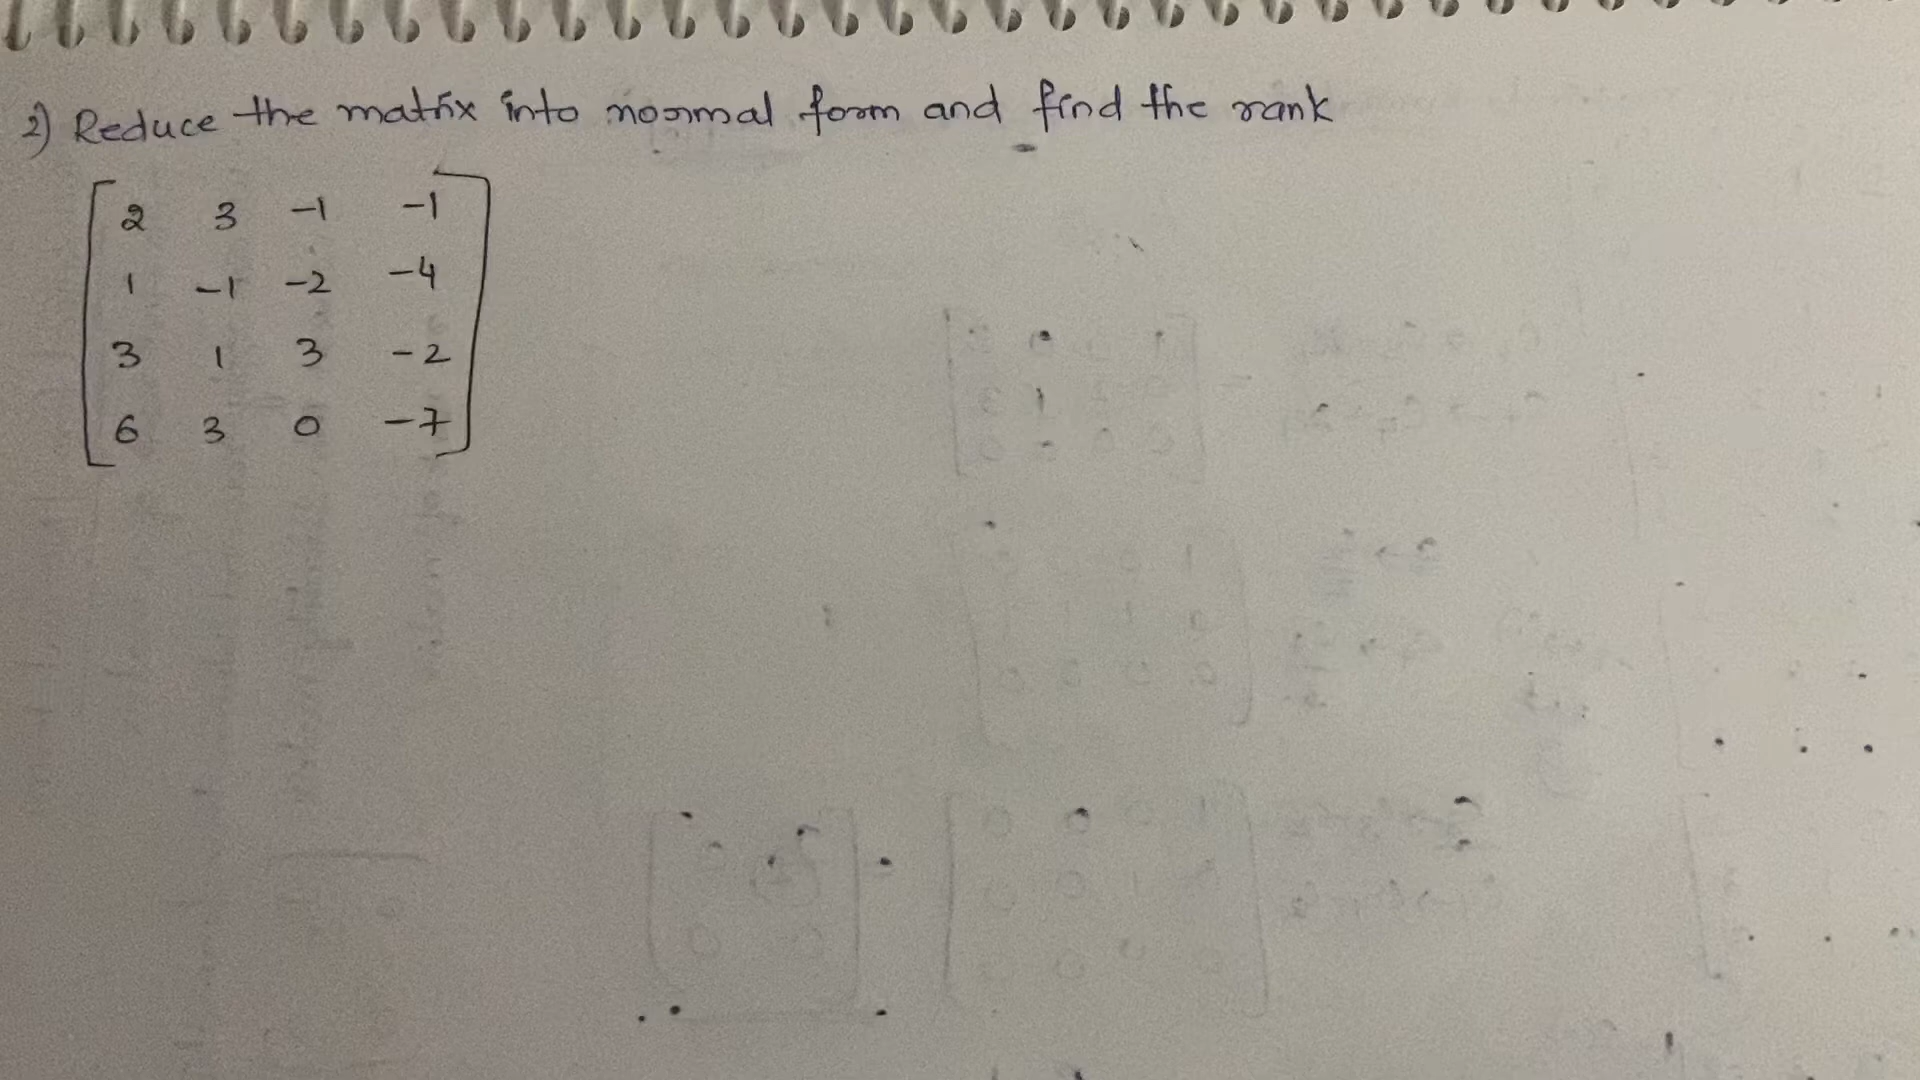 2) Reduce the matrix into normal form and find the rank
2 3 -1 -1
1 -1 -2 -4
3 1 3 -2
6 3 0 -7